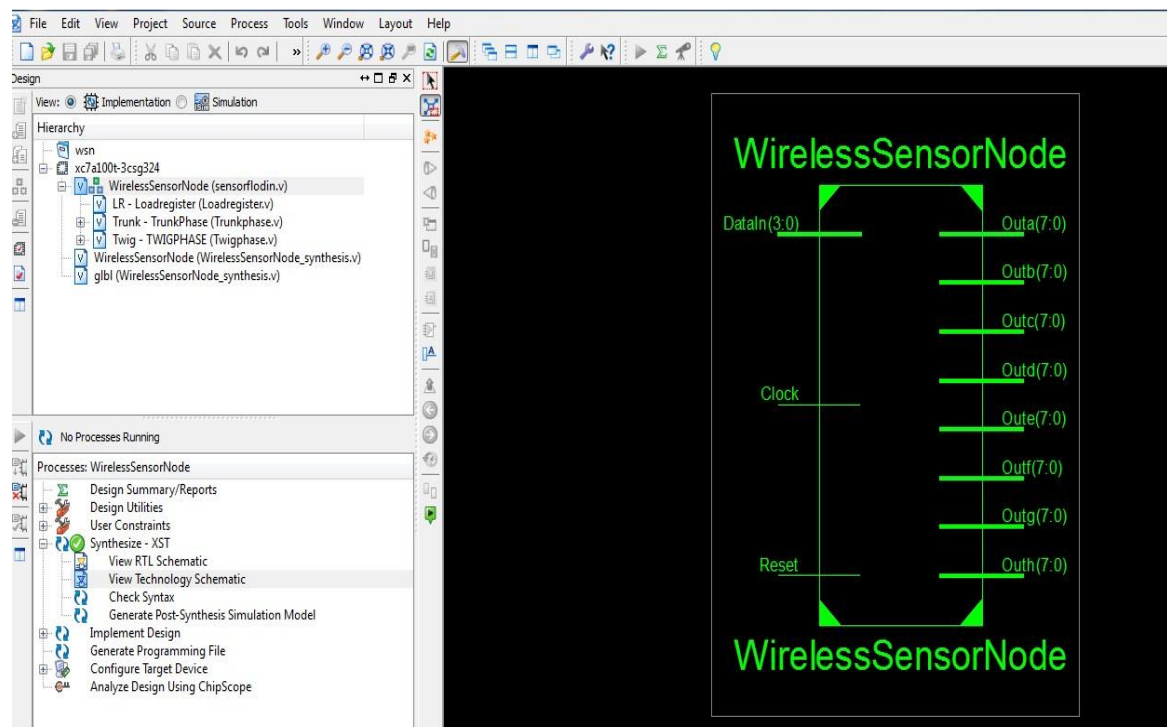 File Edit View Project Source Process Tools Window Layout Help
Design
View: Implementation Simulation
Hierarchy
wsn
xc7a100t-3csg324
WirelessSensorNode (sensorflodin.v)
LR - Loadregister (Loadregister.v)
Trunk - TrunkPhase (Trunkphase.v)
Twig - TWIGPHASE (Twigphase.v)
WirelessSensorNode (WirelessSensorNode_synthesis.v)
glbl (WirelessSensorNode_synthesis.v)
No Processes Running
Processes: WirelessSensorNode
Design Summary/Reports
Design Utilities
User Constraints
Synthesize - XST
View RTL Schematic
View Technology Schematic
Check Syntax
Generate Post-Synthesis Simulation Model
Implement Design
Generate Programming File
Configure Target Device
Analyze Design Using ChipScope
WirelessSensorNode
DataIn(3:0)
Clock
Reset
Outa(7:0)
Outb(7:0)
Outc(7:0)
Outd(7:0)
Oute(7:0)
Outf(7:0)
Outg(7:0)
Outh(7:0)
WirelessSensorNode